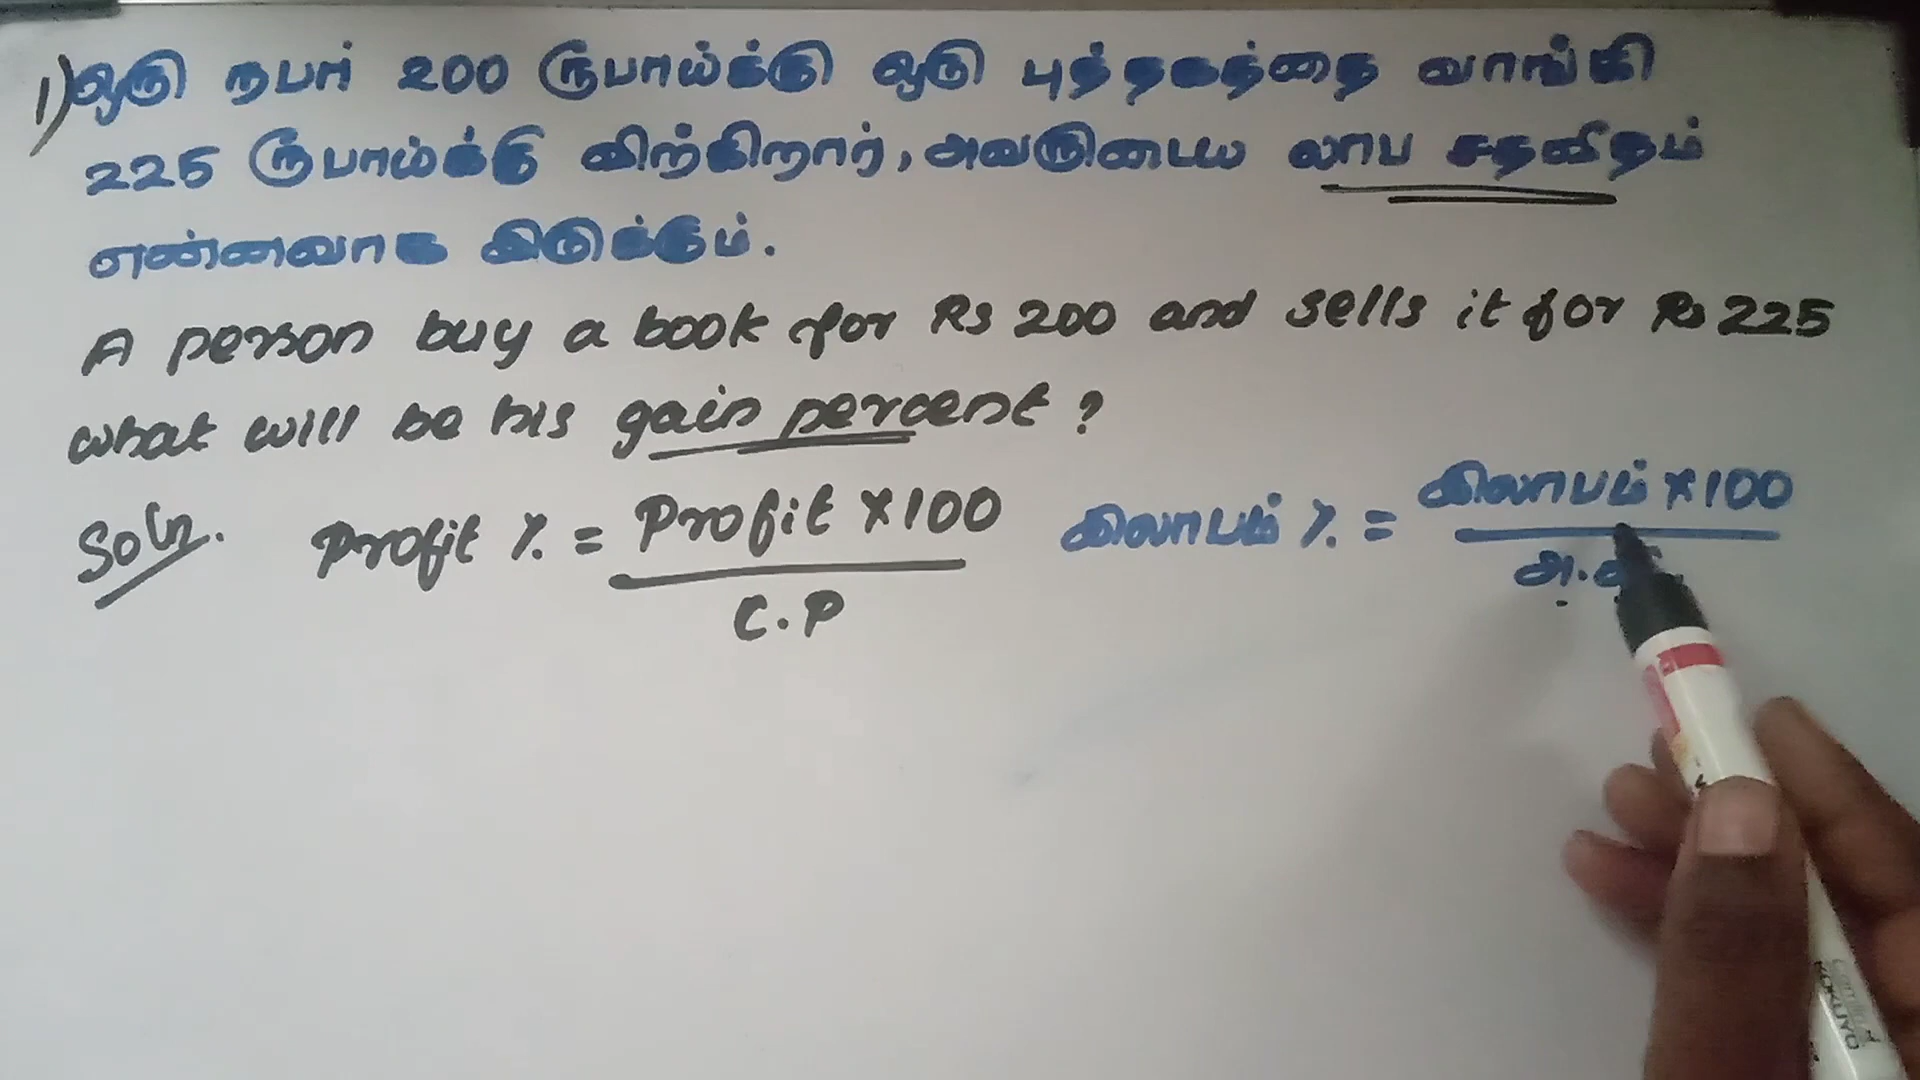 1) ஒரு நபர் 200 ரூபாய்க்கு ஒரு புத்தகத்தை வாங்கி
225 ரூபாய்க்கு விற்கிறார், அவருடைய லாப சதவிதம்
என்னவாக இருக்கும்.
A person buy a book for Rs 200 and sells it for Rs 225
what will be his gain percent?
Soln. Profit % = Profit × 100 / C.P இலாபம் % = இலாபம் × 100 / அ.
KOKUYO